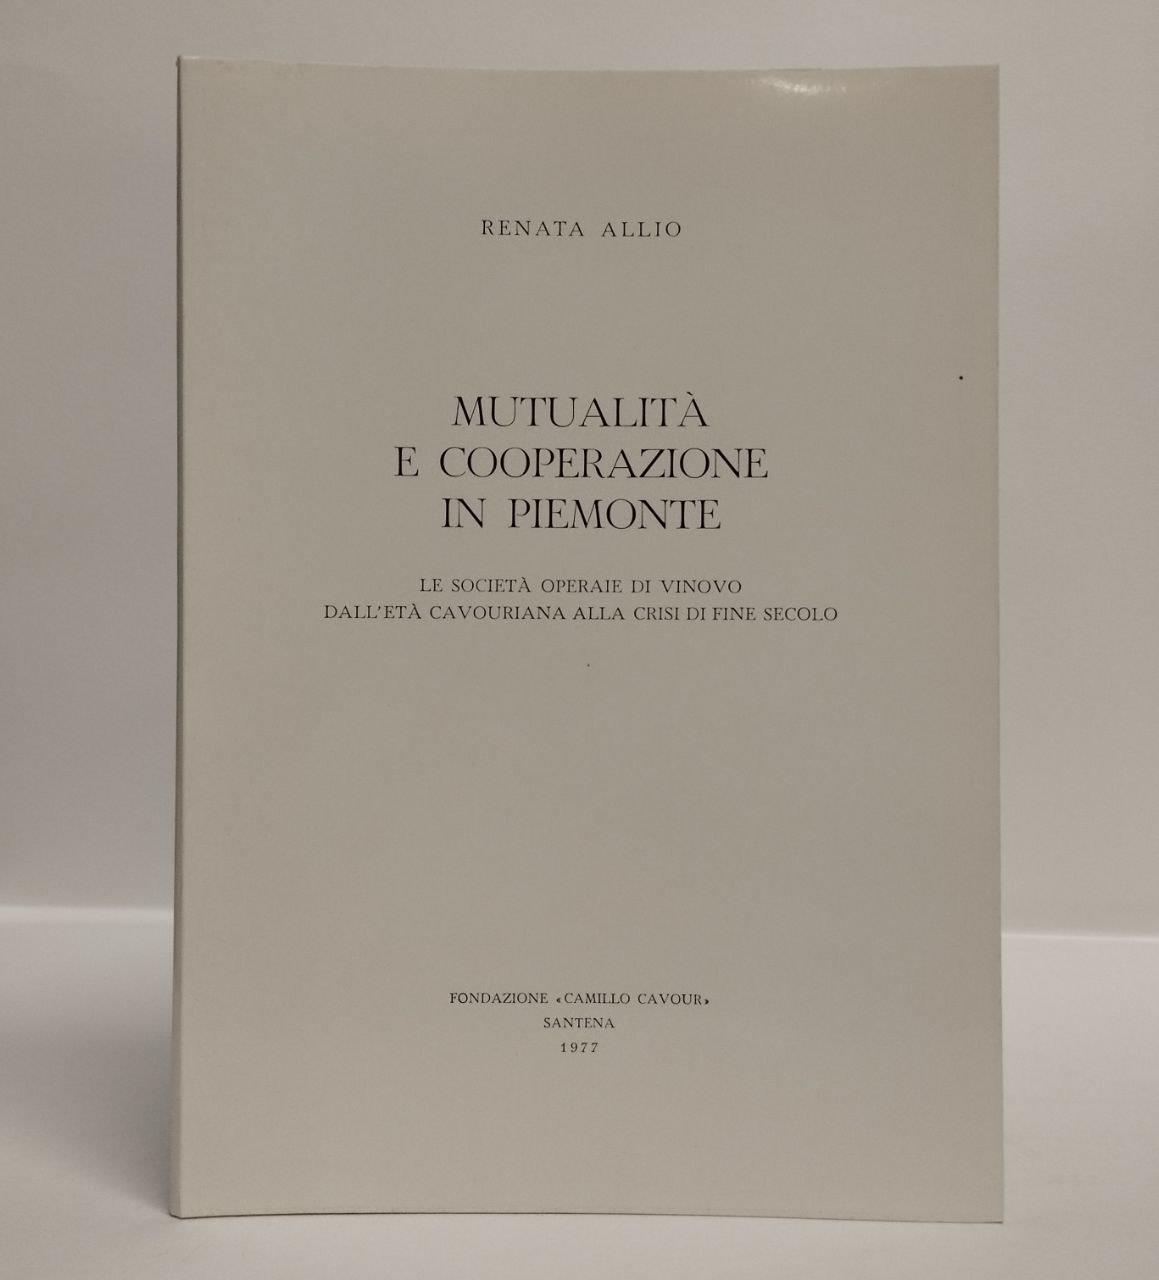 RENATA ALLIO
MUTUALITÀ
E COOPERAZIONE
IN PIEMONTE
LE SOCIETÀ OPERAIE DI VINOVO
DALL'ETÀ CAVOURIANA ALLA CRISI DI FINE SECOLO
FONDAZIONE «CAMILLO CAVOUR»
SANTENA
1977